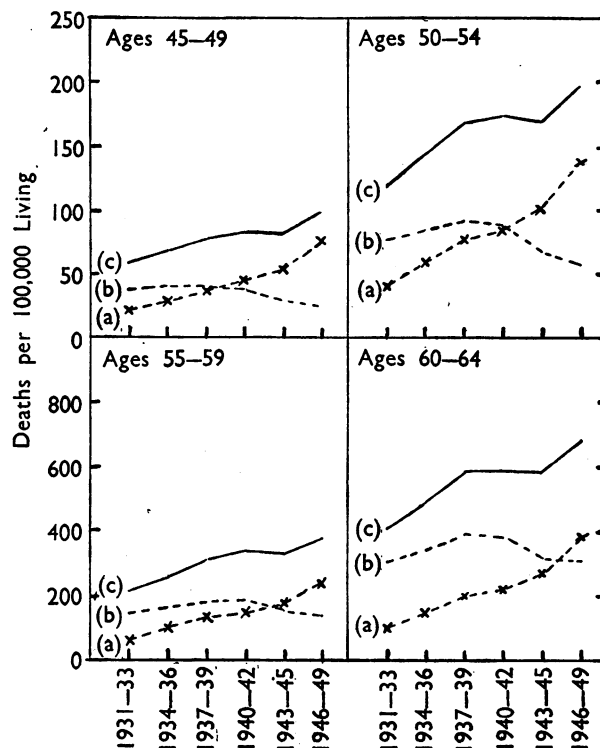 Deaths per 100,000 Living
250
200
150
100
50
0
Ages 45–49
(c)
(b)
(a)
Ages 50–54
(c)
(b)
(a)
800
600
400
200
0
Ages 55–59
(c)
(b)
(a)
Ages 60–64
(c)
(b)
(a)
1931–33
1934–36
1937–39
1940–42
1943–45
1946–49
1931–33
1934–36
1937–39
1940–42
1943–45
1946–49